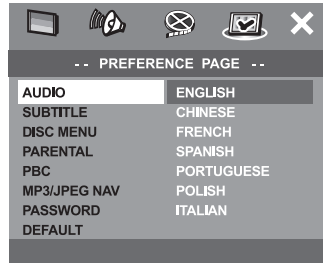 -- PREFERENCE PAGE --
AUDIO ENGLISH
SUBTITLE CHINESE
DISC MENU FRENCH
PARENTAL SPANISH
PBC PORTUGUESE
MP3/JPEG NAV POLISH
PASSWORD ITALIAN
DEFAULT